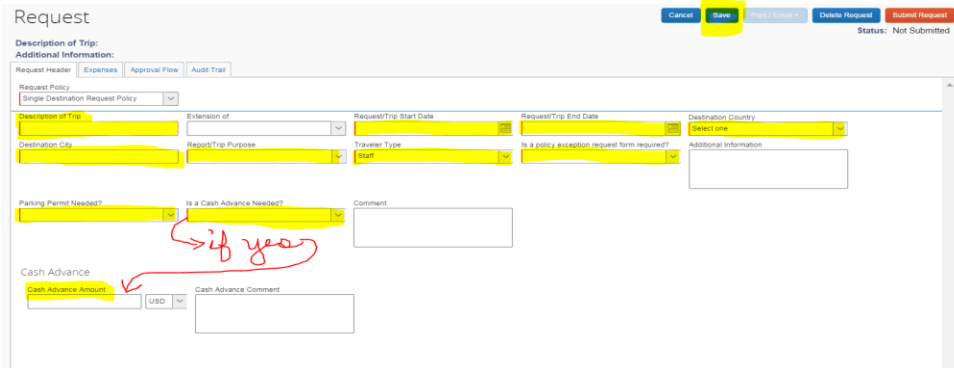 Request
Cancel Save Print / Email Delete Request Submit Request
Status: Not Submitted
Description of Trip:
Additional Information:
Request Header Expenses Approval Flow Audit Trail
Request Policy
Single Destination Request Policy
Description of Trip Extension of Request/Trip Start Date Request/Trip End Date Destination Country
Select one
Destination City Report/Trip Purpose Traveler Type Is a policy exception request form required? Additional Information
Staff
Parking Permit Needed? Is a Cash Advance Needed? Comment
if yes
Cash Advance
Cash Advance Amount Cash Advance Comment
USD